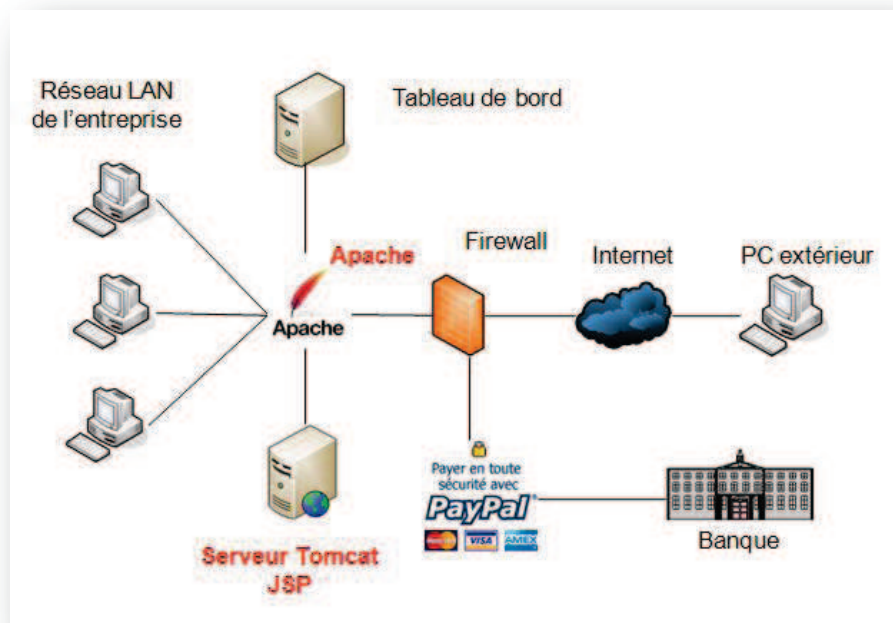 Réseau LAN
de l'entreprise
Tableau de bord
Apache
Apache
Firewall
Internet
PC extérieur
Serveur Tomcat
JSP
Payer en toute
sécurité avec
PayPal
MasterCard VISA AMEX
Banque